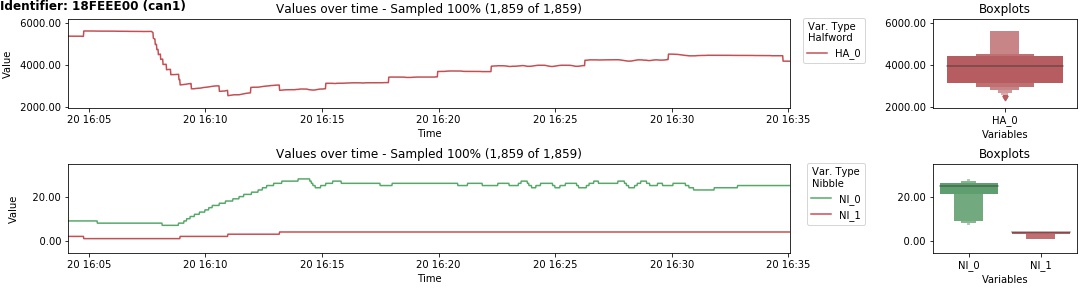 Identifier: 18FEEE00 (can1)
Values over time - Sampled 100% (1,859 of 1,859)
Boxplots
6000.00
4000.00
2000.00
Value
20 16:05
20 16:10
20 16:15
20 16:20
20 16:25
20 16:30
20 16:35
Time
Var. Type
Halfword
HA_0
6000.00
4000.00
2000.00
HA_0
Variables
Values over time - Sampled 100% (1,859 of 1,859)
Boxplots
20.00
0.00
Value
20 16:05
20 16:10
20 16:15
20 16:20
20 16:25
20 16:30
20 16:35
Time
Var. Type
Nibble
NI_0
NI_1
20.00
0.00
NI_0
NI_1
Variables